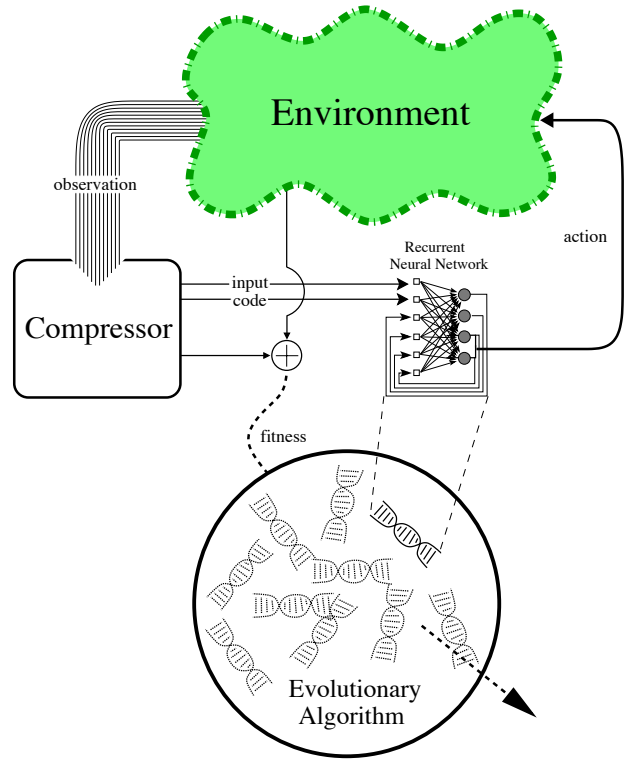 Environment
observation
action
Recurrent
Neural Network
input
code
Compressor
fitness
Evolutionary
Algorithm